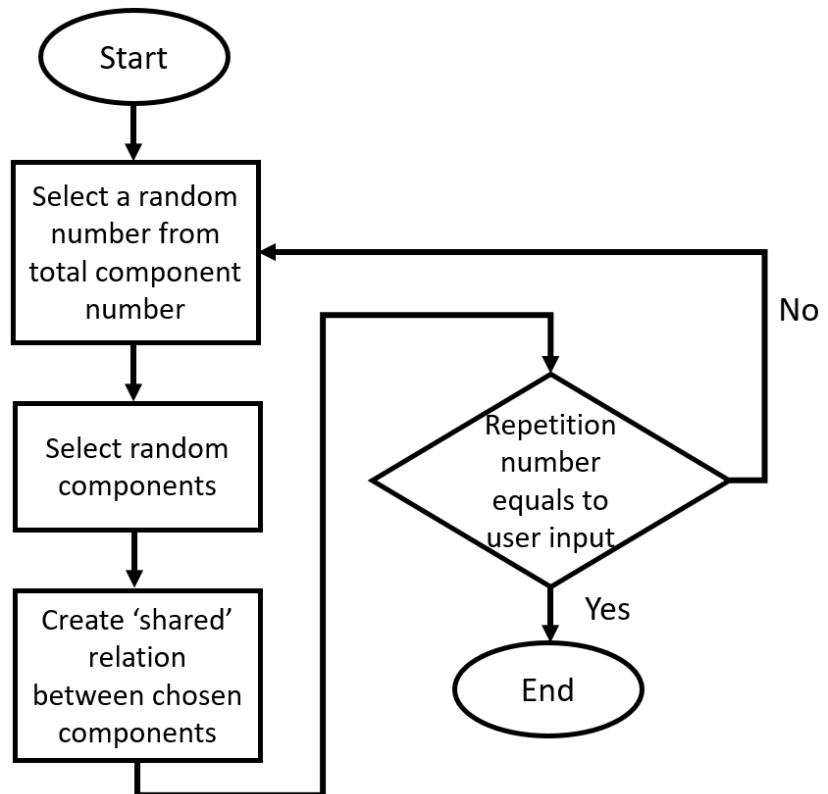 Start
Select a random
number from
total component
number
Select random
components
Create ‘shared’
relation
between chosen
components
Repetition
number
equals to
user input
No
Yes
End